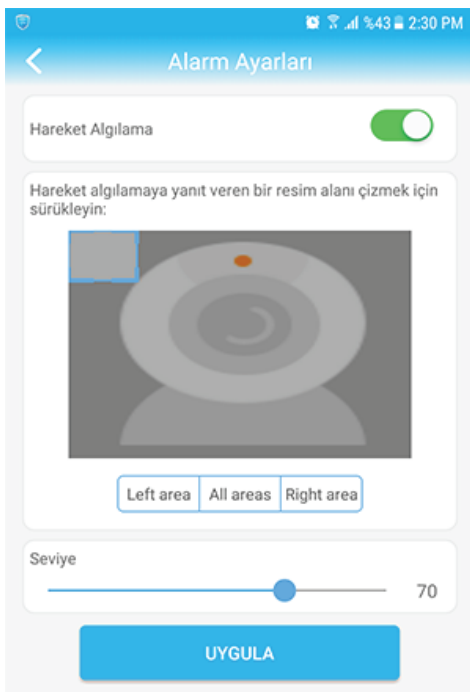 %43 2:30 PM
Alarm Ayarları
Hareket Algılama
Hareket algılamaya yanıt veren bir resim alanı çizmek için
sürükleyin:
Left area All areas Right area
Seviye
70
UYGULA